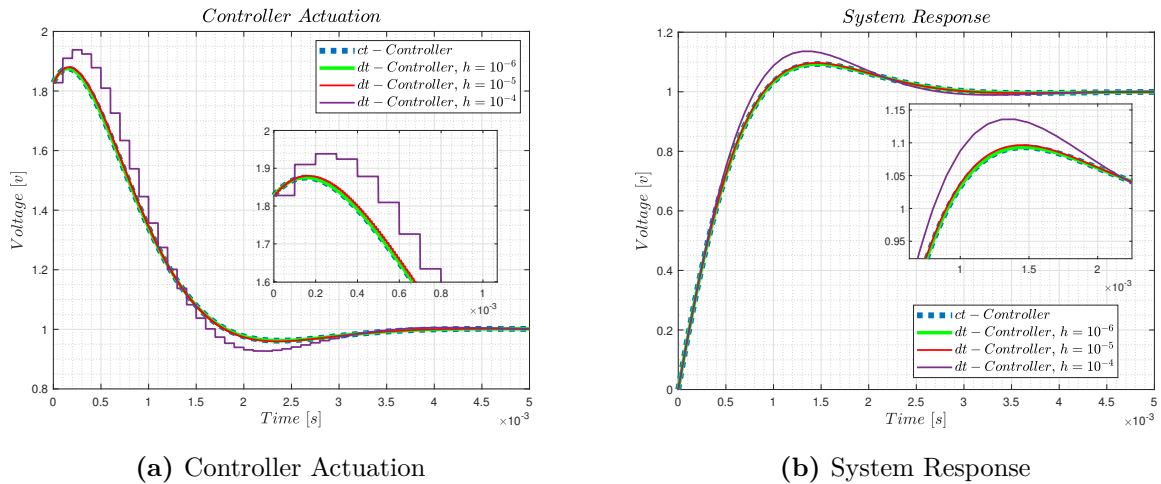 Controller Actuation
2
1.8
1.6
1.4
1.2
1
0.8
Voltage [v]
ct − Controller
dt − Controller, h = 10⁻⁶
dt − Controller, h = 10⁻⁵
dt − Controller, h = 10⁻⁴
2
1.9
1.8
1.7
1.6
0 0.2 0.4 0.6 0.8 1
×10⁻³
0 0.5 1 1.5 2 2.5 3 3.5 4 4.5 5
Time [s]
×10⁻³
(a) Controller Actuation
System Response
1.2
1
0.8
0.6
0.4
0.2
0
Voltage [v]
1.15
1.1
1.05
1
0.95
1 1.5 2
×10⁻³
ct − Controller
dt − Controller, h = 10⁻⁶
dt − Controller, h = 10⁻⁵
dt − Controller, h = 10⁻⁴
0 0.5 1 1.5 2 2.5 3 3.5 4 4.5 5
Time [s]
×10⁻³
(b) System Response